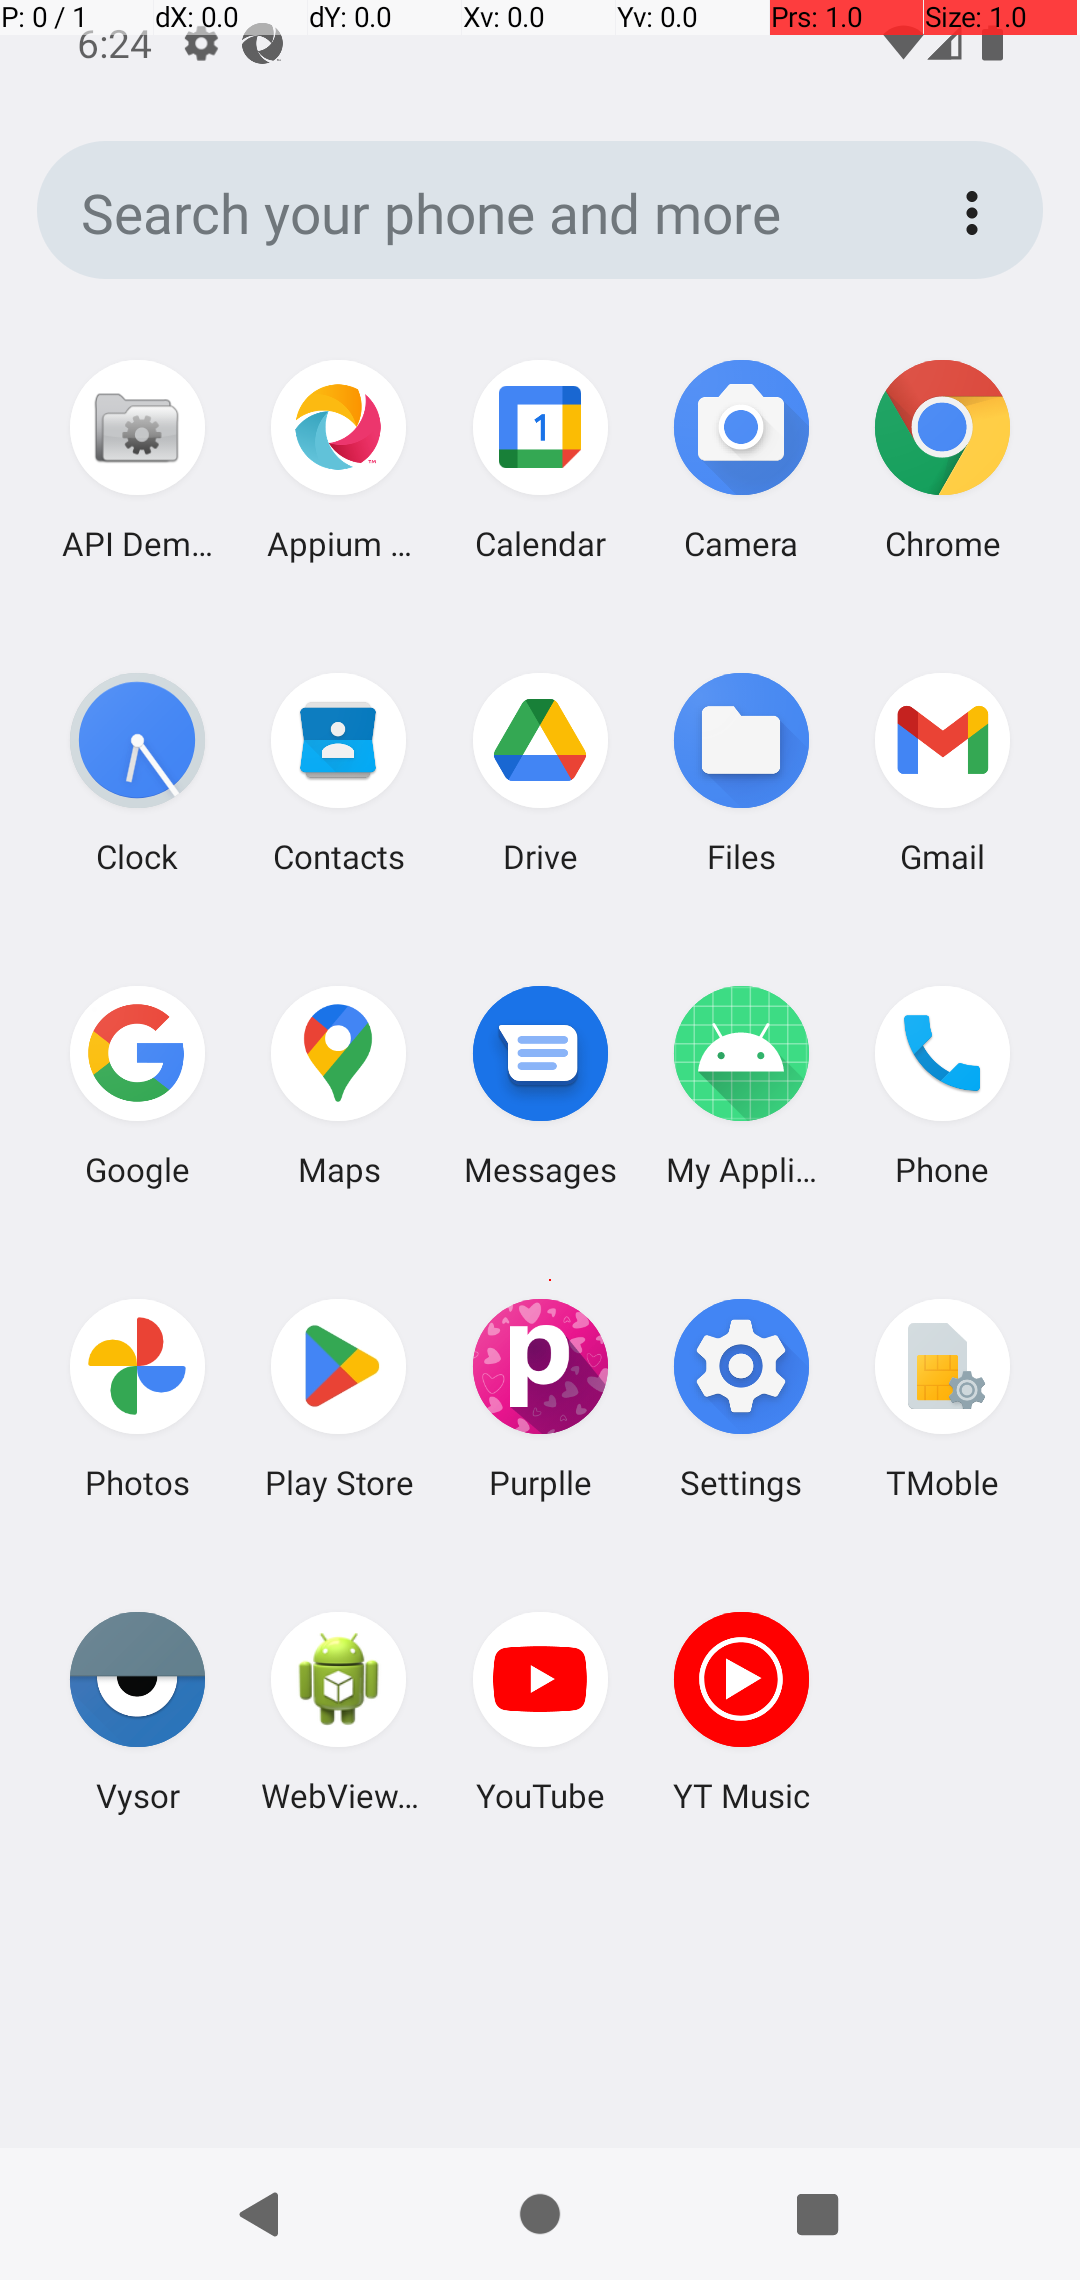 P: 0 / 1 dX: 0.0 dY: 0.0 Xv: 0.0 Yv: 0.0 Prs: 1.0 Size: 1.0
6:24
Search your phone and more
1
API Dem... Appium ... Calendar Camera Chrome
Clock Contacts Drive Files Gmail
Google Maps Messages My Appli... Phone
p
Photos Play Store Purplle Settings TMoble
Vysor WebView... YouTube YT Music